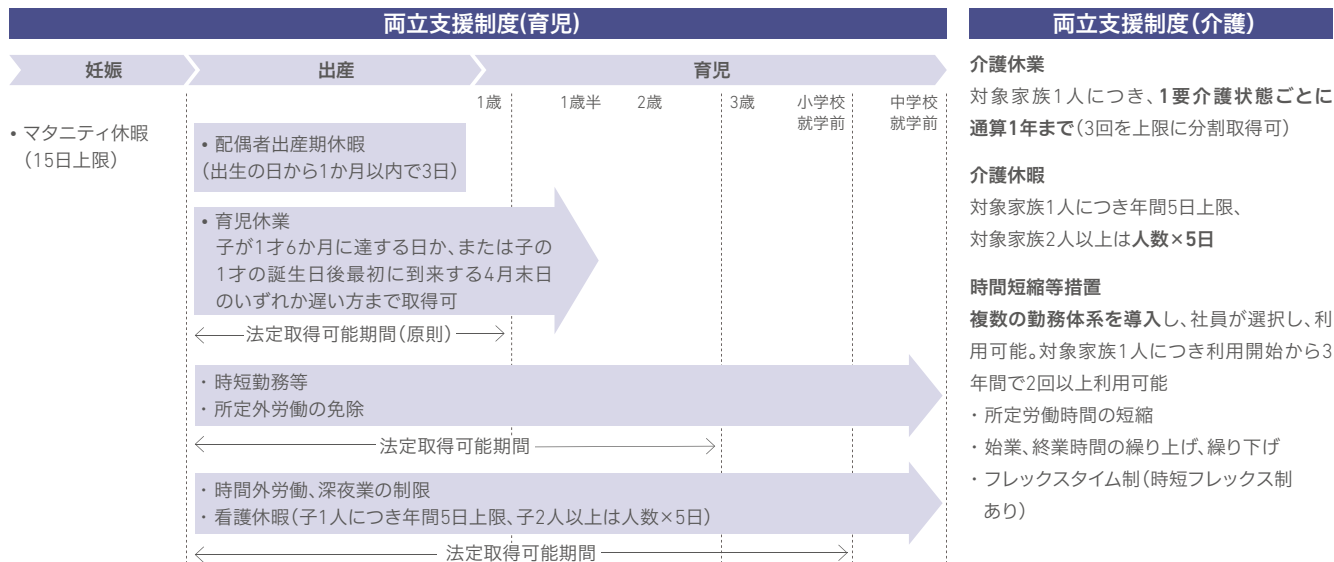 両立支援制度(育児)
妊娠
出産
育児
1歳
1歳半
2歳
3歳
小学校
就学前
中学校
就学前
• マタニティ休暇
(15日上限)
• 配偶者出産期休暇
(出生の日から1か月以内で3日)
• 育児休業
子が1才6か月に達する日か、または子の
1才の誕生日後最初に到来する4月末日
のいずれか遅い方まで取得可
法定取得可能期間(原則)
・時短勤務等
・所定外労働の免除
法定取得可能期間
・時間外労働、深夜業の制限
・看護休暇(子1人につき年間5日上限、子2人以上は人数×5日)
法定取得可能期間
両立支援制度(介護)
介護休業
対象家族1人につき、1要介護状態ごとに
通算1年まで(3回を上限に分割取得可)
介護休暇
対象家族1人につき年間5日上限、
対象家族2人以上は人数×5日
時間短縮等措置
複数の勤務体系を導入し、社員が選択し、利
用可能。対象家族1人につき利用開始から3
年間で2回以上利用可能
・所定労働時間の短縮
・始業、終業時間の繰り上げ、繰り下げ
・フレックスタイム制(時短フレックス制
あり)